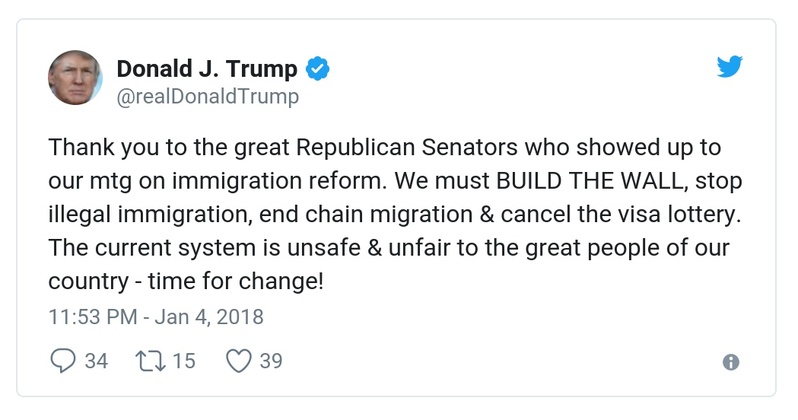 Donald J. Trump
@realDonaldTrump
Thank you to the great Republican Senators who showed up to
our mtg on immigration reform. We must BUILD THE WALL, stop
illegal immigration, end chain migration & cancel the visa lottery.
The current system is unsafe & unfair to the great people of our
country - time for change!
11:53 PM - Jan 4, 2018
34 15 39